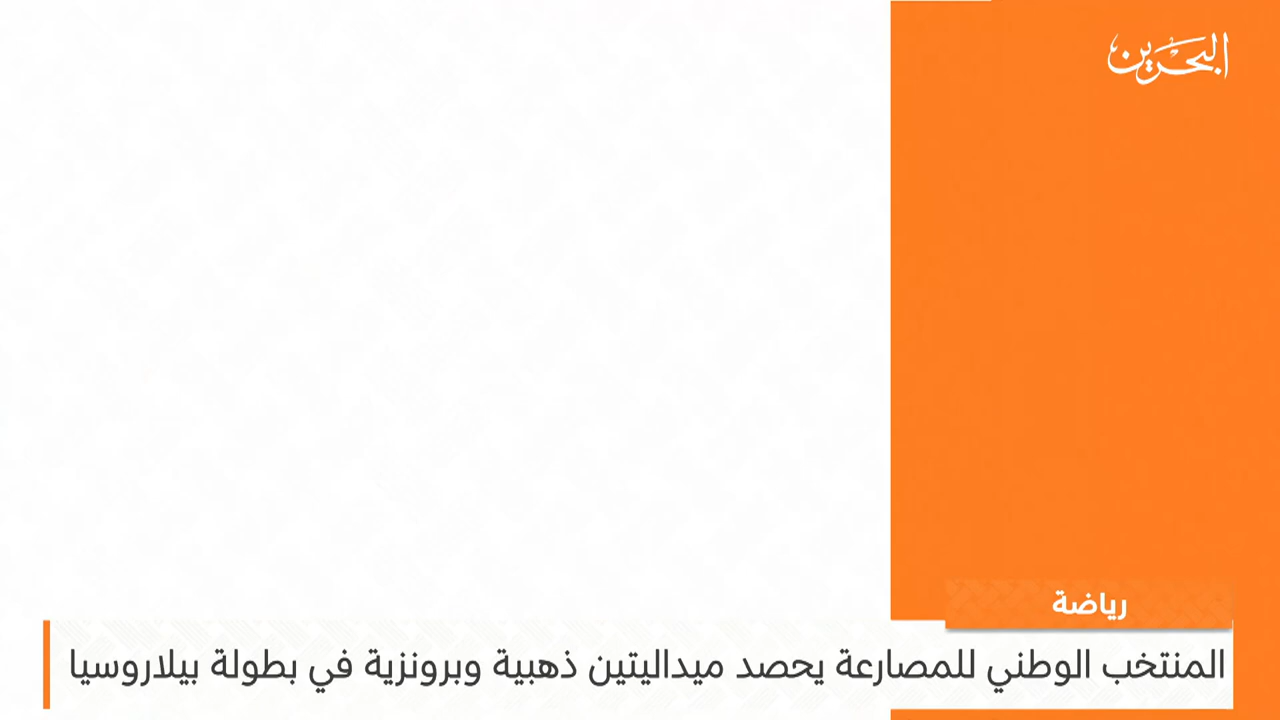 البحرين
رياضة
المنتخب الوطني للمصارعة يحصد ميداليتين ذهبية وبرونزية في بطولة بيلاروسيا